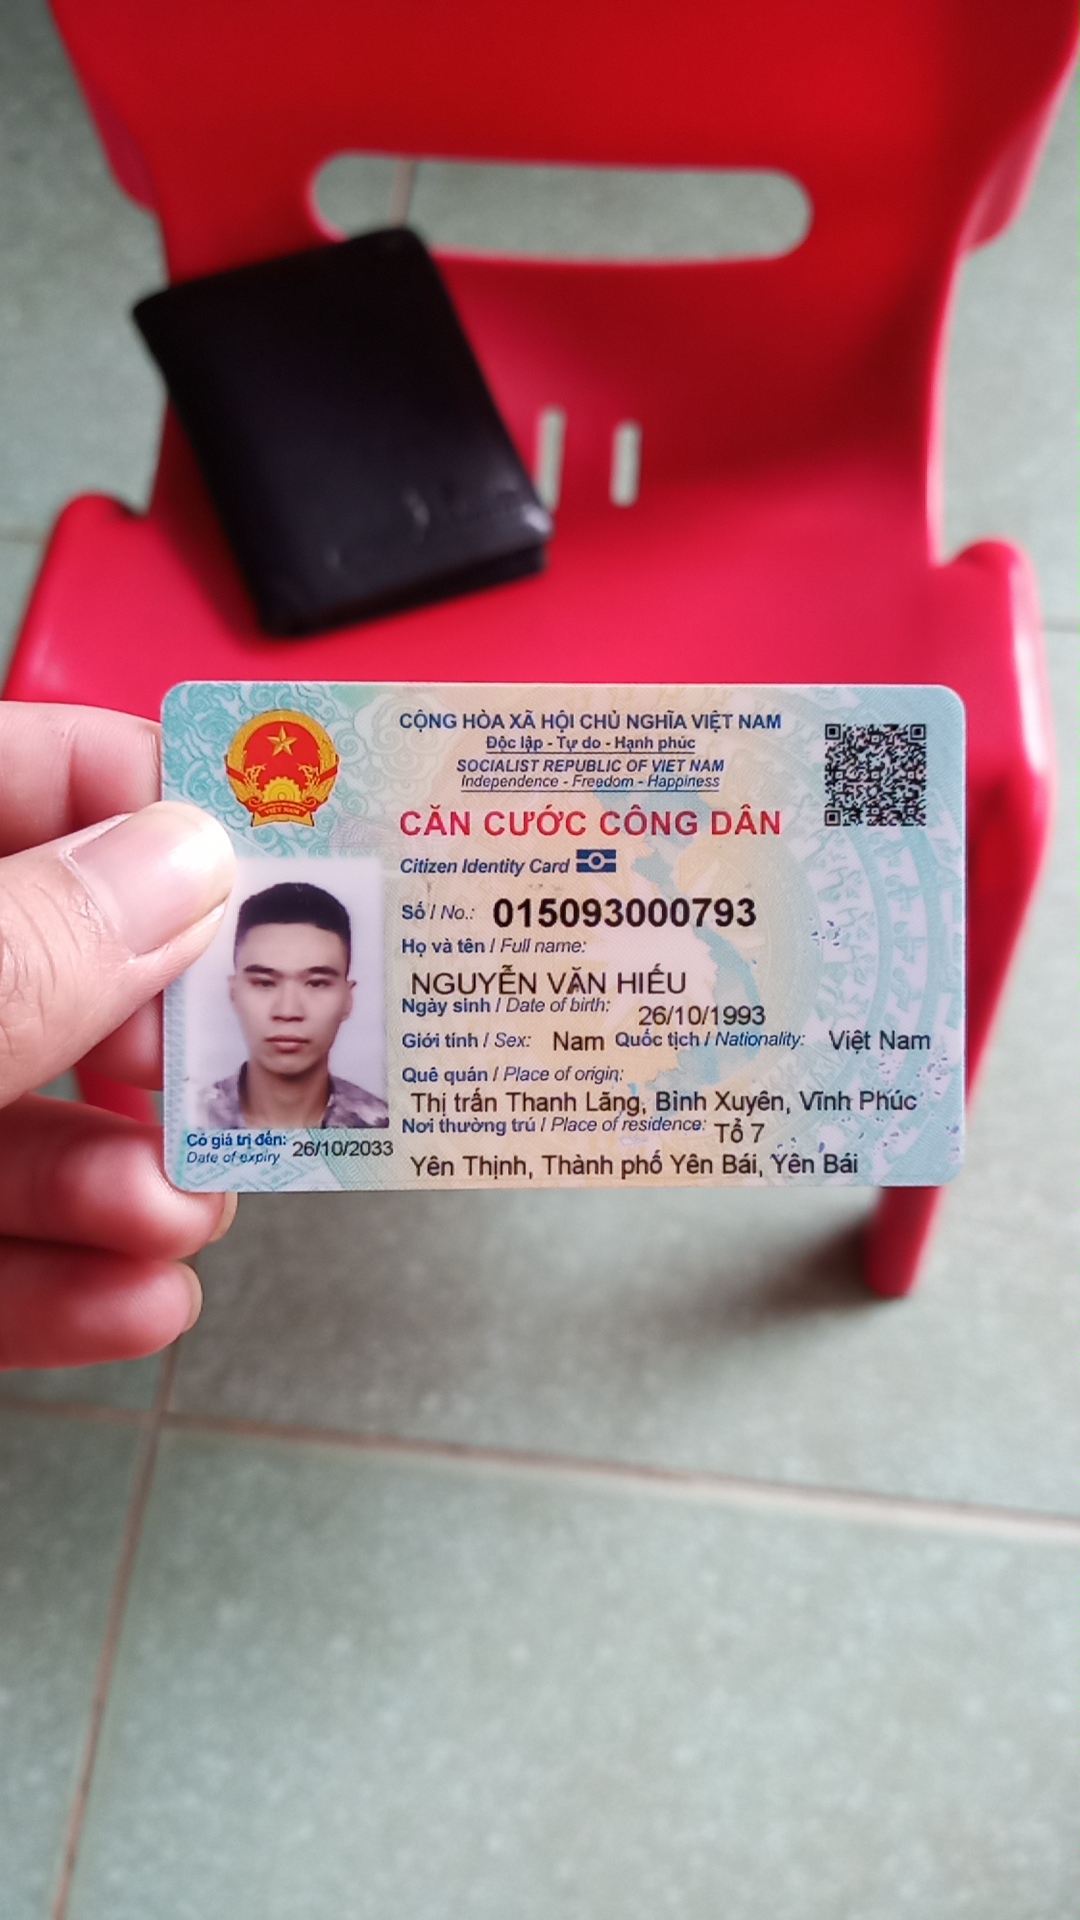 CỘNG HÒA XÃ HỘI CHỦ NGHĨA VIỆT NAM
Độc lập - Tự do - Hạnh phúc
SOCIALIST REPUBLIC OF VIET NAM
Independence - Freedom - Happiness
CĂN CƯỚC CÔNG DÂN
Citizen Identity Card
Số / No.: 015093000793
Họ và tên / Full name:
NGUYỄN VĂN HIẾU
Ngày sinh / Date of birth: 26/10/1993
Giới tính / Sex: Nam Quốc tịch / Nationality: Việt Nam
Quê quán / Place of origin:
Thị trấn Thanh Lãng, Bình Xuyên, Vĩnh Phúc
Nơi thường trú / Place of residence: Tổ 7
Yên Thịnh, Thành phố Yên Bái, Yên Bái
Có giá trị đến: 26/10/2033
Date of expiry
VIỆT NAM